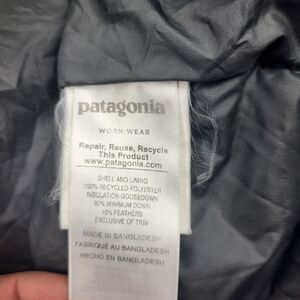 patagonia
WORN WEAR
Repair, Reuse, Recycle
This Product
www.patagonia.com
SHELL AND LINING
100% RECYCLED POLYESTER
INSULATION GOOSEDOWN
90% MINIMUM DOWN
10% FEATHERS
EXCLUSIVE OF TRIM
MADE IN BANGLADESH
FABRIQUÉ AU BANGLADESH
HECHO EN BANGLADESH